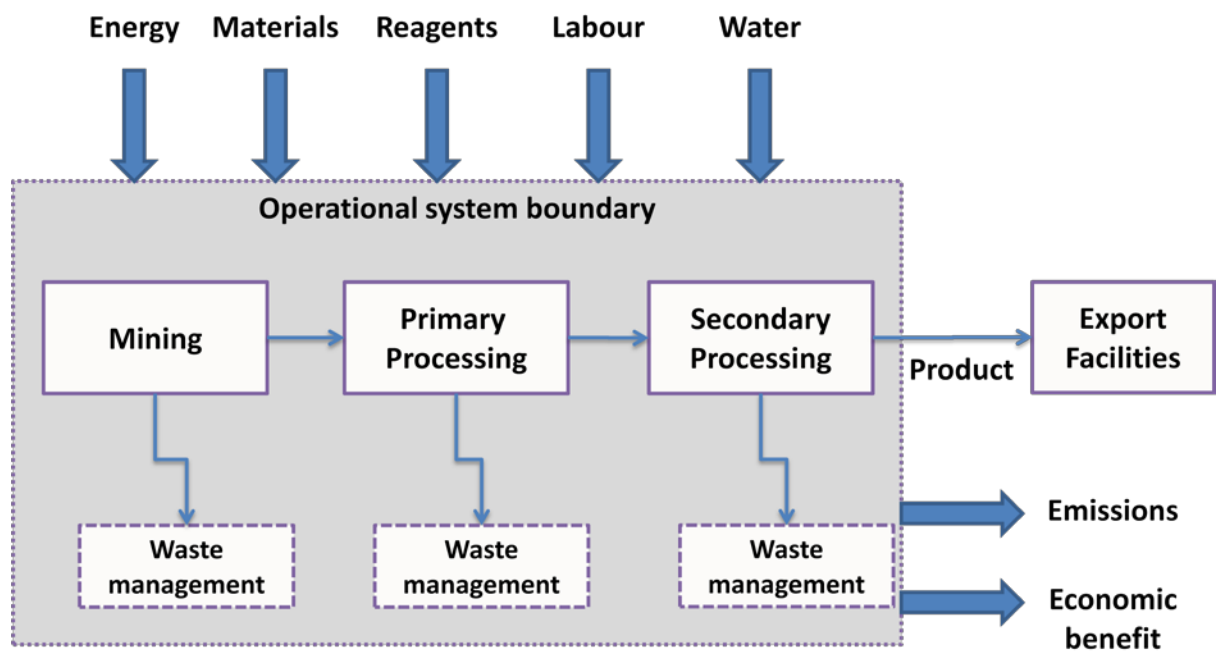 Energy Materials Reagents Labour Water
Operational system boundary
Mining
Primary
Processing
Secondary
Processing
Product
Export
Facilities
Waste
management
Waste
management
Waste
management
Emissions
Economic
benefit